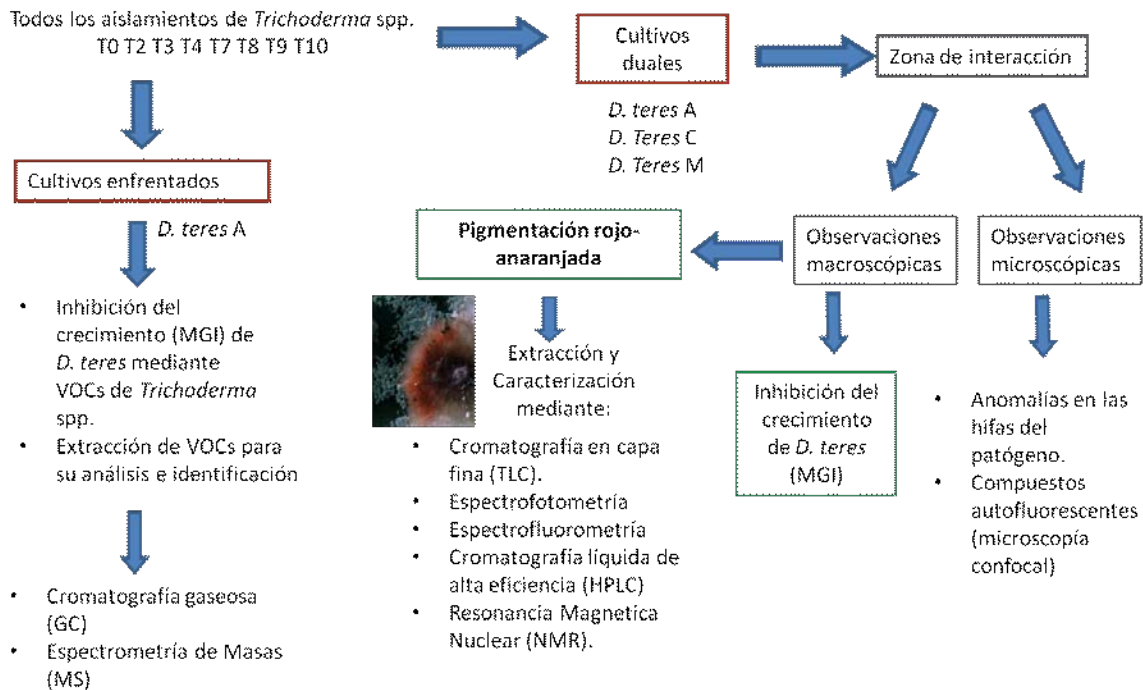 Todos los aislamientos de Trichoderma spp.
T0 T2 T3 T4 T7 T8 T9 T10
Cultivos
duales
Zona de interacción
D. teres A
D. Teres C
D. Teres M
Cultivos enfrentados
D. teres A
Pigmentación rojo-
anaranjada
Observaciones
macroscópicas
Observaciones
microscópicas
• Inhibición del
crecimiento (MGI) de
D. teres mediante
VOCs de Trichoderma
spp.
• Extracción de VOCs para
su análisis e identificación
Extracción y
Caracterización
mediante:
• Cromatografía en capa
fina (TLC).
• Espectrofotometría
• Espectrofluorometría
• Cromatografía líquida de
alta eficiencia (HPLC)
• Resonancia Magnetica
Nuclear (NMR).
Inhibición del
crecimiento
de D. teres
(MGI)
• Anomalías en las
hifas del
patógeno.
• Compuestos
autofluorescentes
(microscopía
confocal)
• Cromatografía gaseosa
(GC)
• Espectrometría de Masas
(MS)